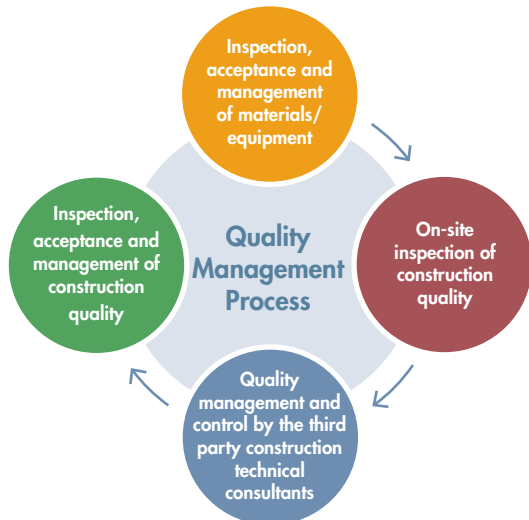 Inspection,
acceptance and
management
of materials/
equipment
On-site
inspection of
construction
quality
Quality
management and
control by the third
party construction
technical
consultants
Inspection,
acceptance and
management of
construction
quality
Quality
Management
Process